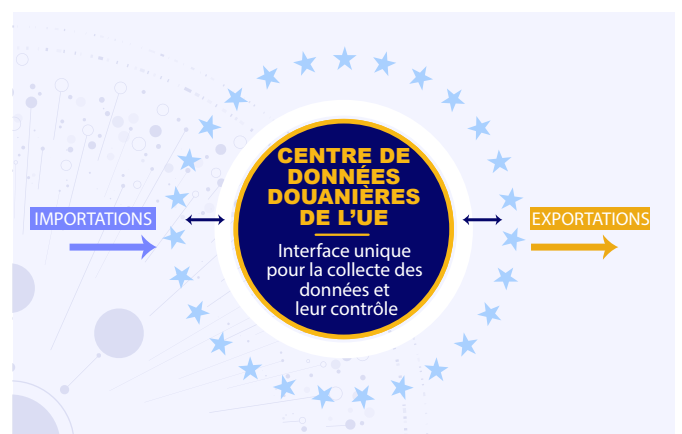 CENTRE DE
DONNÉES
DOUANIÈRES
DE L'UE
IMPORTATIONS
EXPORTATIONS
Interface unique
pour la collecte des
données et
leur contrôle